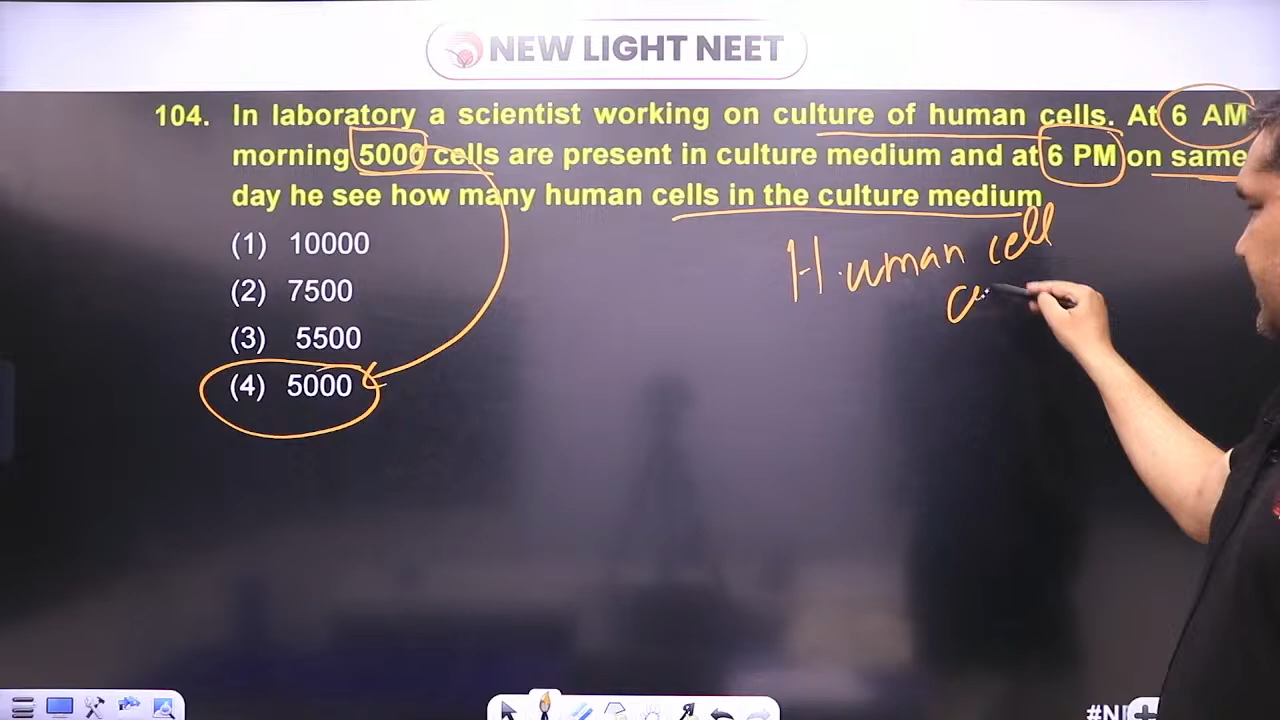 NEW LIGHT NEET
104. In laboratory a scientist working on culture of human cells. At 6 AM
morning 5000 cells are present in culture medium and at 6 PM on same
day he see how many human cells in the culture medium
(1) 10000
(2) 7500
(3) 5500
(4) 5000
Human cell